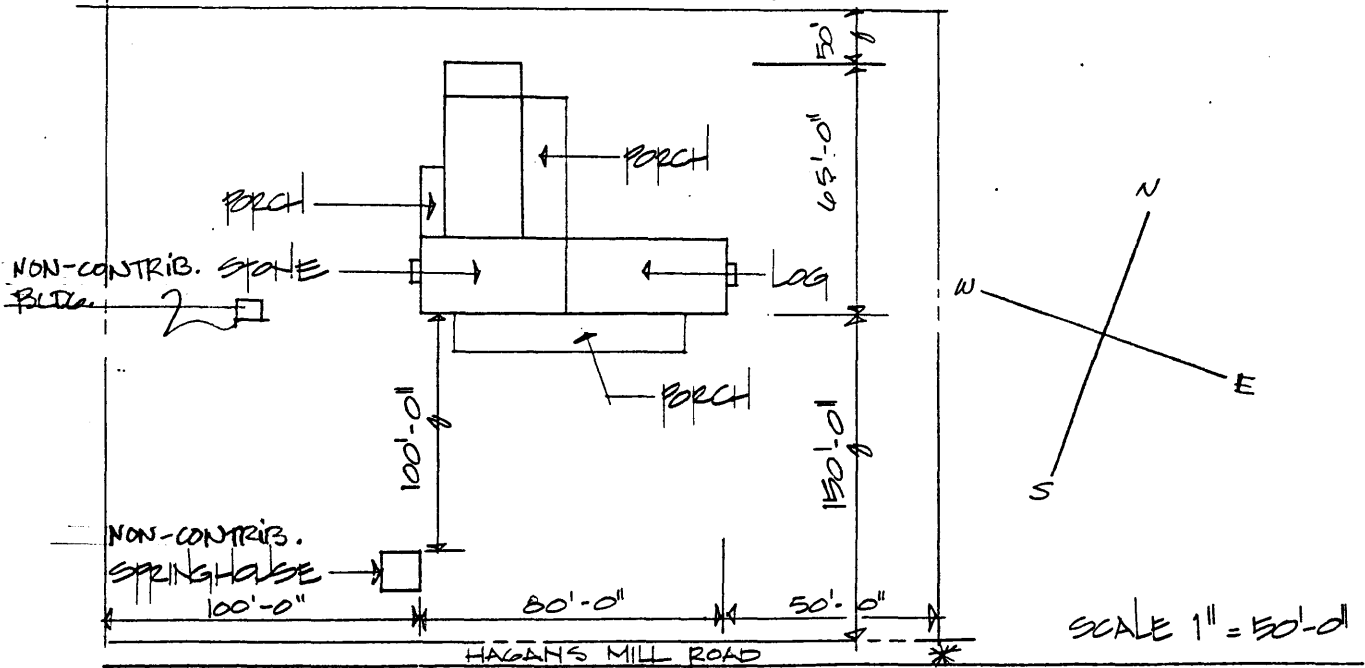 50'
65'-0"
PORCH
PORCH
N
NON-CONTRIB.
BLDG.
STONE
LOG
W
E
PORCH
100'-0"
150'-0"
S
NON-CONTRIB.
SPRINGHOUSE
100'-0"
80'-0"
50'-0"
SCALE 1" = 50'-0"
HAGANS MILL ROAD